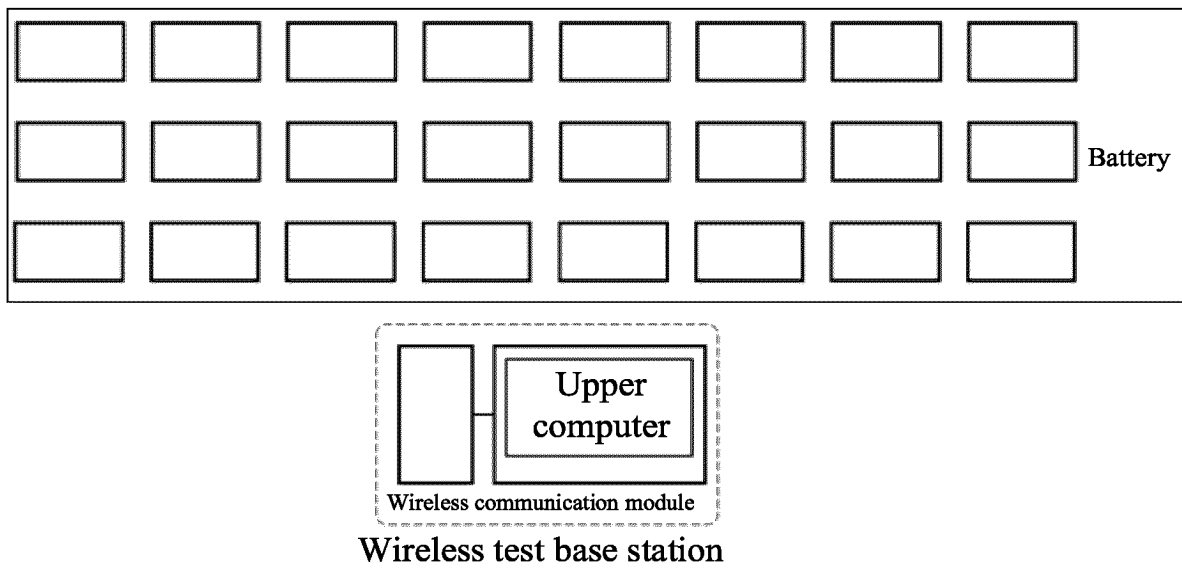 Battery
Upper
computer
Wireless communication module
Wireless test base station